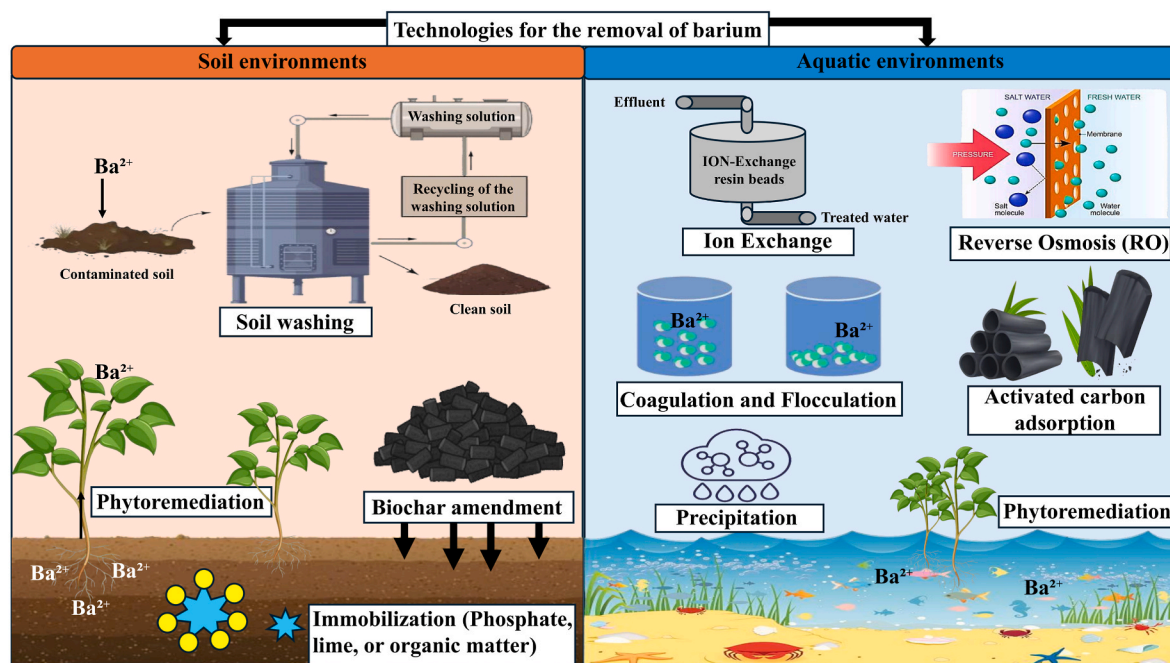 Technologies for the removal of barium
Soil environments
Ba²⁺
Contaminated soil
Washing solution
Recycling of the
washing solution
Clean soil
Soil washing
Ba²⁺
Phytoremediation
Biochar amendment
Ba²⁺
Ba²⁺
Ba²⁺
Immobilization (Phosphate,
lime, or organic matter)
Aquatic environments
Effluent
ION-Exchange
resin beads
Treated water
Ion Exchange
SALT WATER
FRESH WATER
Membrane
PRESSURE
Salt
molecule
Water
molecule
Reverse Osmosis (RO)
Ba²⁺
Ba²⁺
Coagulation and Flocculation
Activated carbon
adsorption
Precipitation
Phytoremediation
Ba²⁺
Ba²⁺